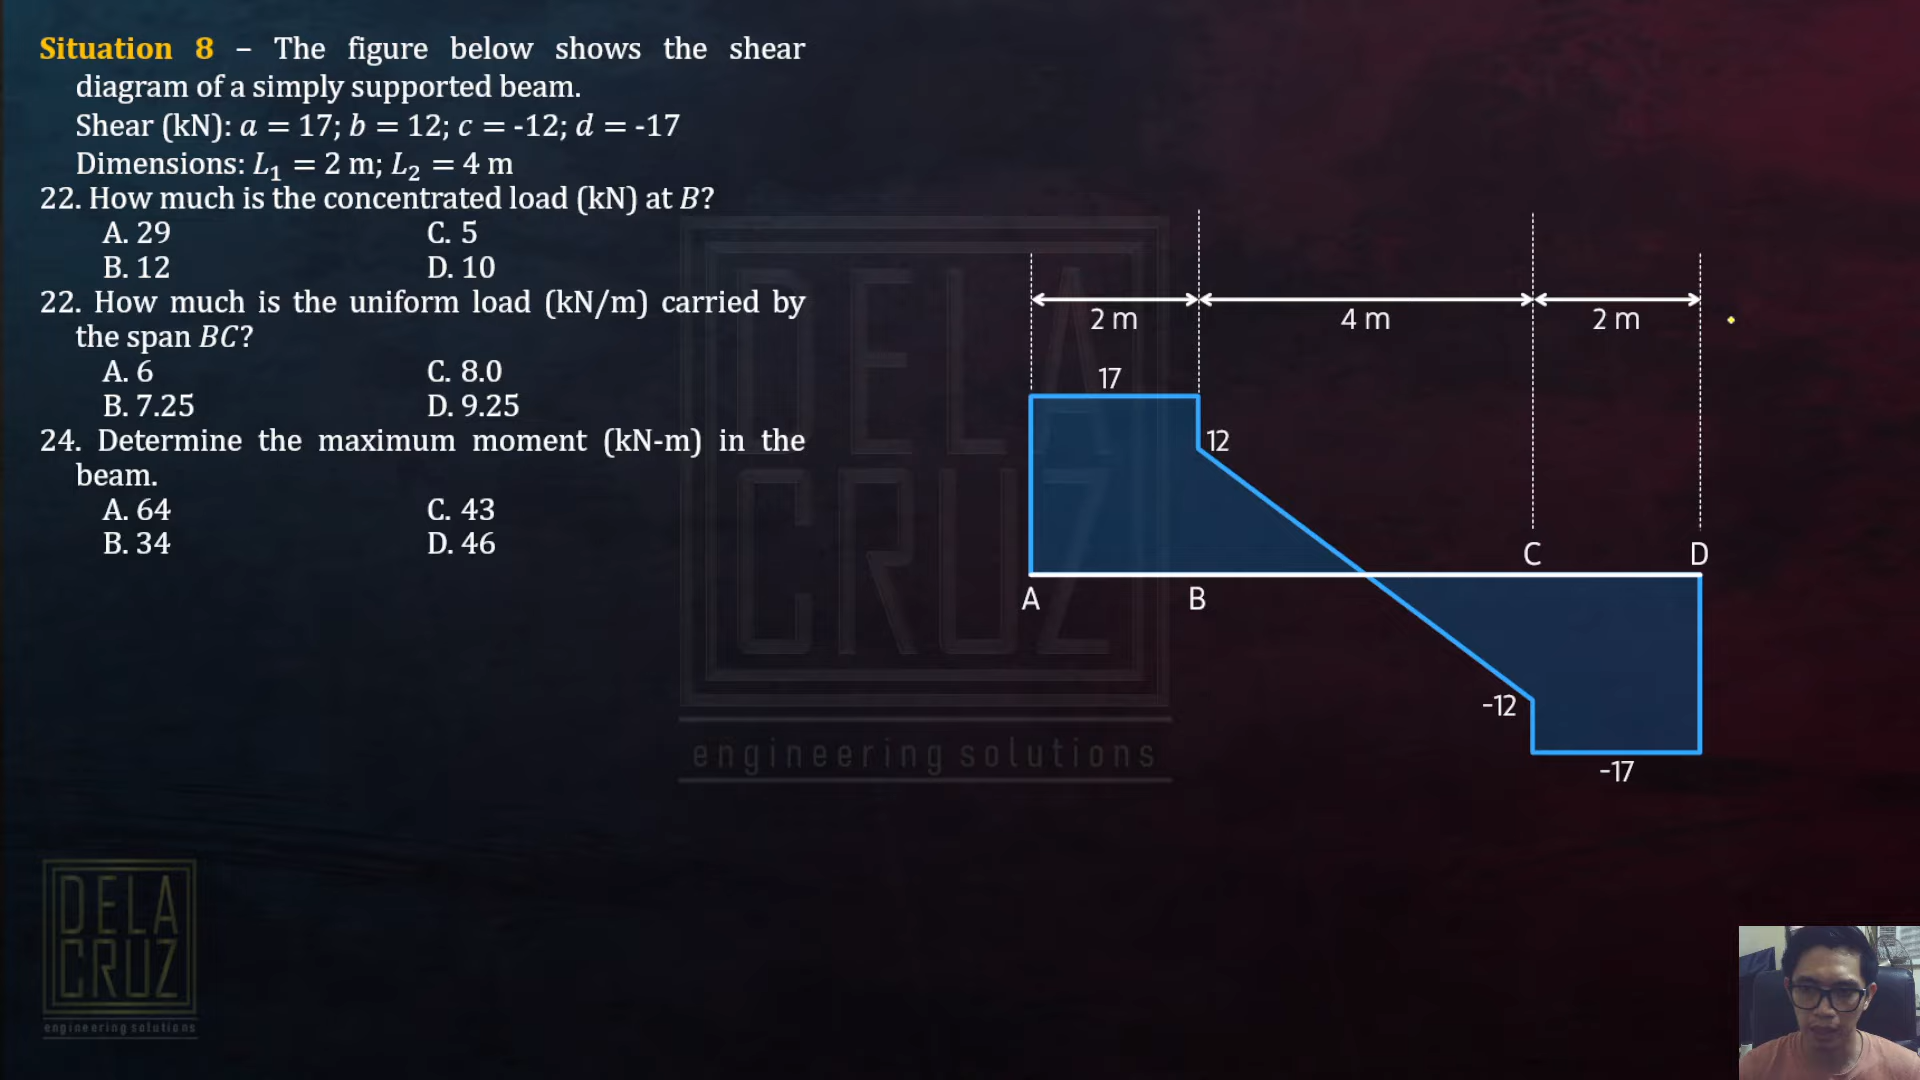 Situation 8 – The figure below shows the shear
diagram of a simply supported beam.
Shear (kN): a = 17; b = 12; c = -12; d = -17
Dimensions: L₁ = 2 m; L₂ = 4 m
22. How much is the concentrated load (kN) at B?
A. 29 C. 5
B. 12 D. 10
22. How much is the uniform load (kN/m) carried by
the span BC?
A. 6 C. 8.0
B. 7.25 D. 9.25
24. Determine the maximum moment (kN-m) in the
beam.
A. 64 C. 43
B. 34 D. 46
2 m 4 m 2 m
17
12
C D
A B
-12
-17
DELA
CRUZ
engineering solutions
DELA
CRUZ
engineering solutions